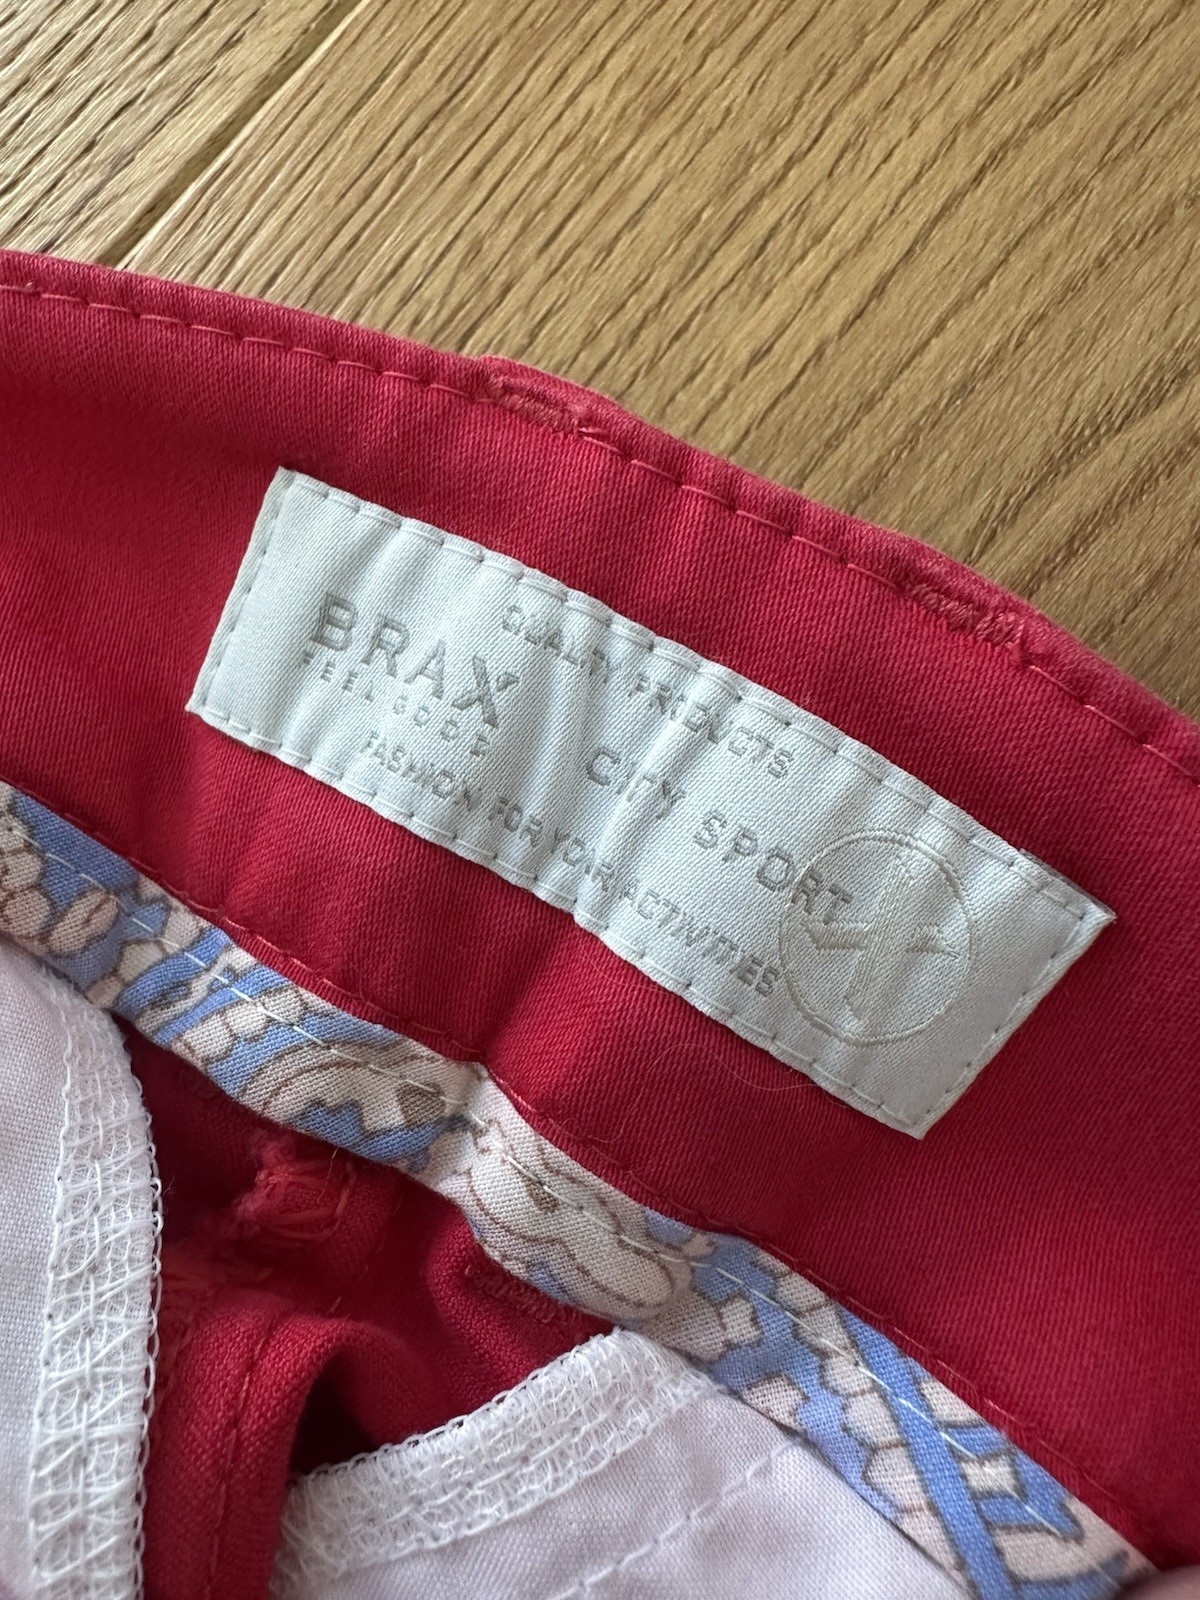 BRAX
FEEL GOOD
QUALITY PRODUCTS
CITY SPORT
FASHION FOR YOUR ACTIVITIES